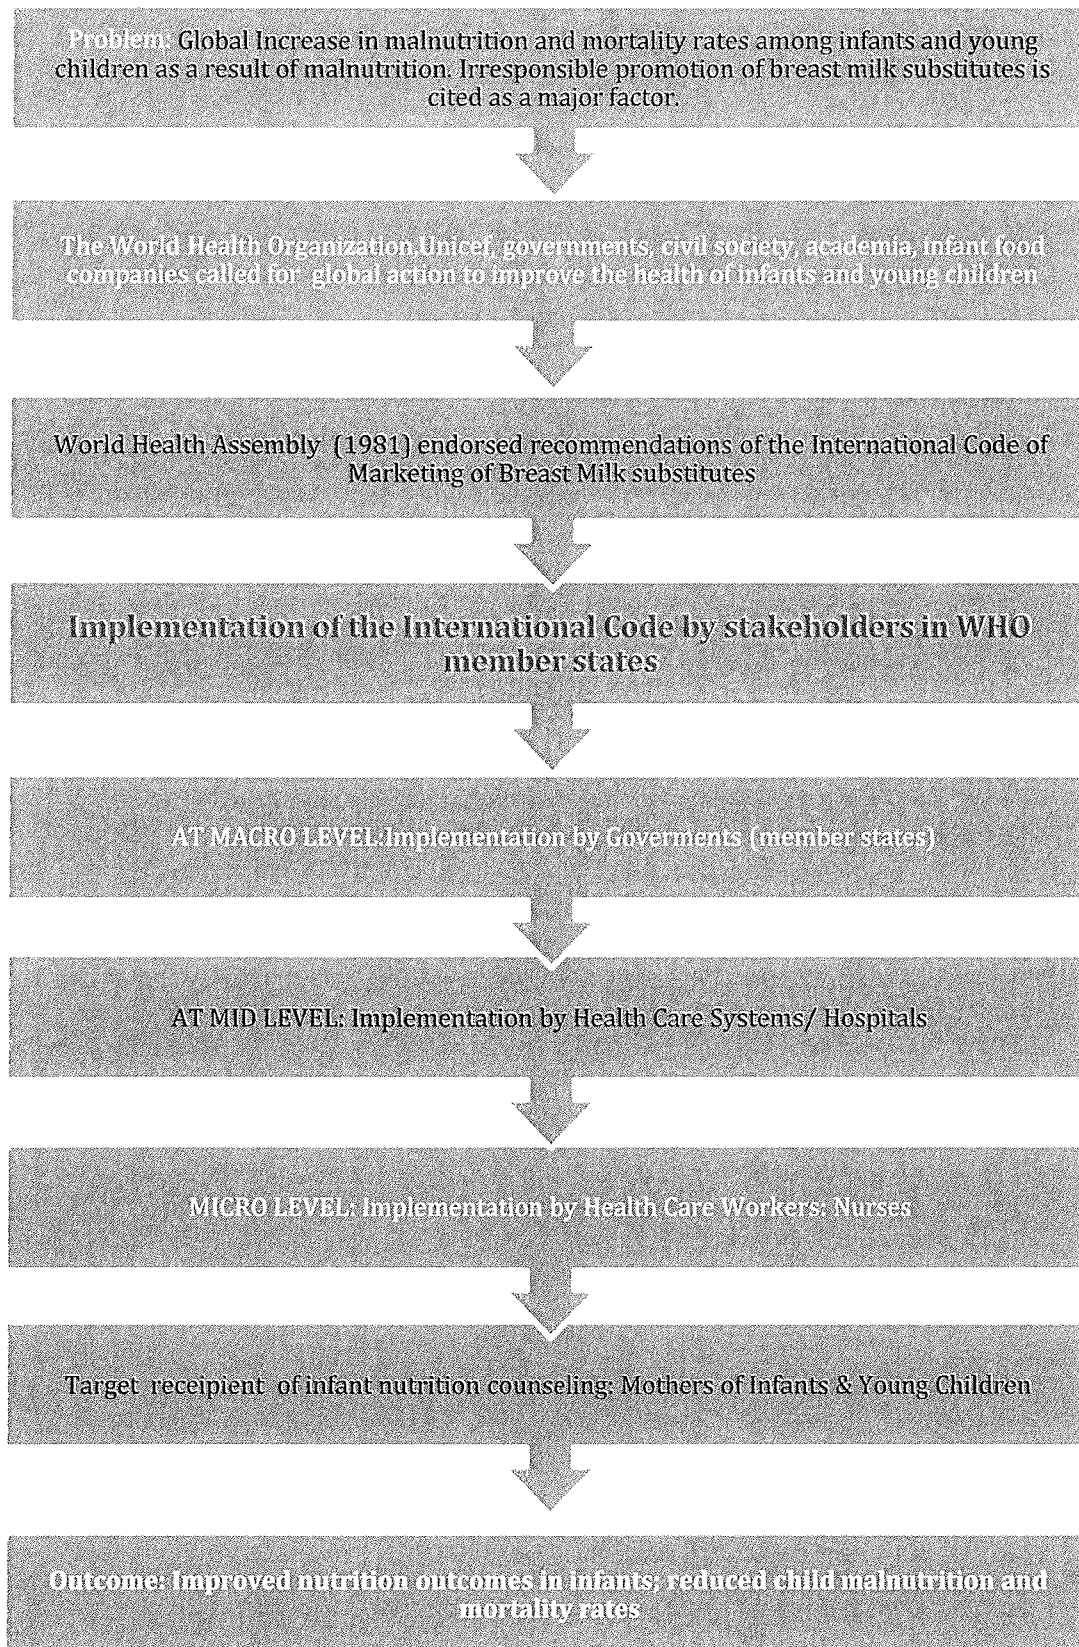 Problem: Global Increase in malnutrition and mortality rates among infants and young
children as a result of malnutrition. Irresponsible promotion of breast milk substitutes is
cited as a major factor.
The World Health Organization,Unicef, governments, civil society, academia, infant food
companies called for global action to improve the health of infants and young children
World Health Assembly (1981) endorsed recommendations of the International Code of
Marketing of Breast Milk substitutes
Implementation of the International Code by stakeholders in WHO
member states
AT MACRO LEVEL:Implementation by Goverments (member states)
AT MID LEVEL: Implementation by Health Care Systems/ Hospitals
MICRO LEVEL: Implementation by Health Care Workers: Nurses
Target receipient of infant nutrition counseling: Mothers of Infants & Young Children
Outcome: Improved nutrition outcomes in infants; reduced child malnutrition and
mortality rates